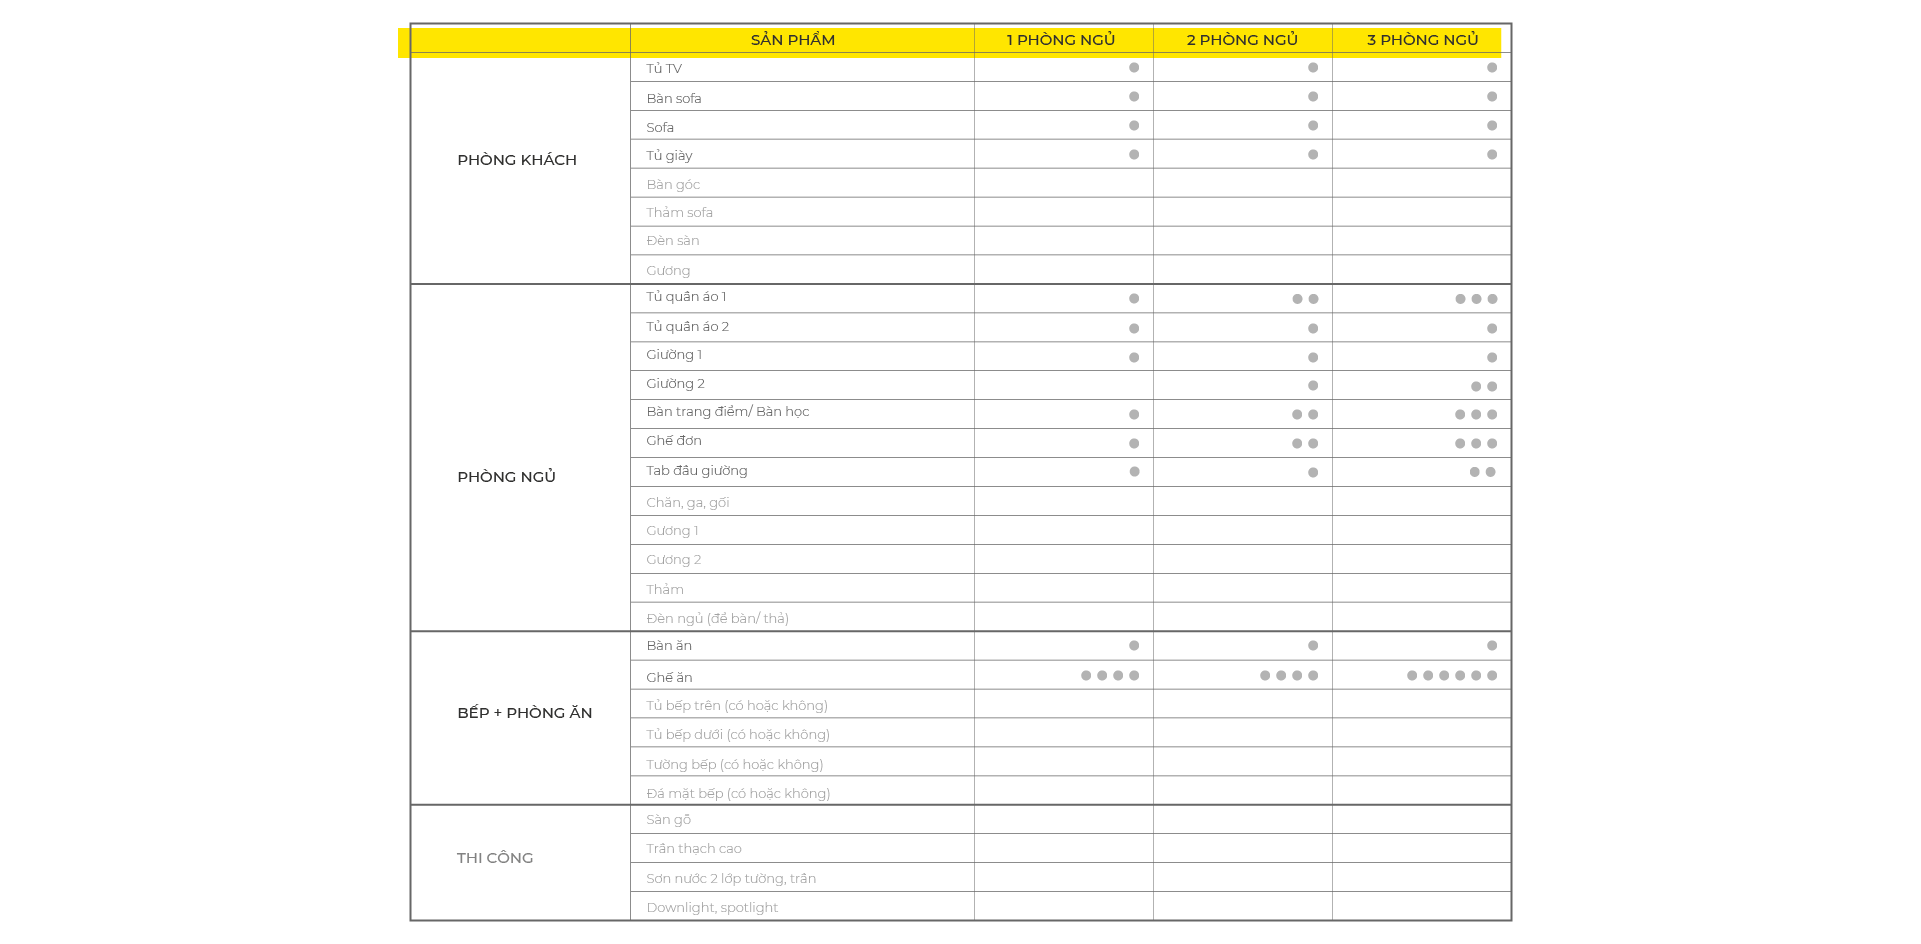 SẢN PHẨM 1 PHÒNG NGỦ 2 PHÒNG NGỦ 3 PHÒNG NGỦ
PHÒNG KHÁCH
Tủ TV
Bàn sofa
Sofa
Tủ giày
Bàn góc
Thảm sofa
Đèn sàn
Gương
PHÒNG NGỦ
Tủ quần áo 1
Tủ quần áo 2
Giường 1
Giường 2
Bàn trang điểm/ Bàn học
Ghế đơn
Tab đầu giường
Chăn, ga, gối
Gương 1
Gương 2
Thảm
Đèn ngủ (để bàn/ thả)
BẾP + PHÒNG ĂN
Bàn ăn
Ghế ăn
Tủ bếp trên (có hoặc không)
Tủ bếp dưới (có hoặc không)
Tường bếp (có hoặc không)
Đá mặt bếp (có hoặc không)
THI CÔNG
Sàn gỗ
Trần thạch cao
Sơn nước 2 lớp tường, trần
Downlight, spotlight